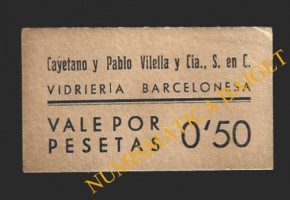 Cayetano y Pablo Vilella y Cia., S. en C.
VIDRIERIA BARCELONESA
VALE POR
PESETAS 0'50
NUMISMATICA